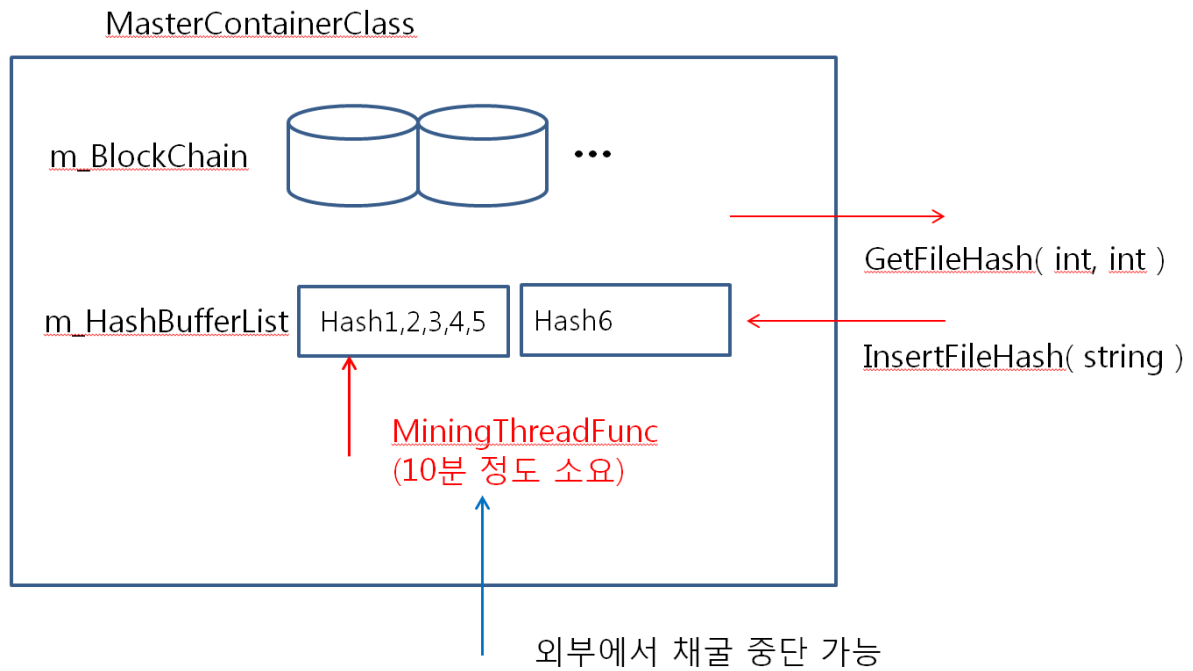 MasterContainerClass
m_BlockChain
...
GetFileHash( int, int )
m_HashBufferList
Hash1,2,3,4,5
Hash6
InsertFileHash( string )
MiningThreadFunc
(10분 정도 소요)
외부에서 채굴 중단 가능